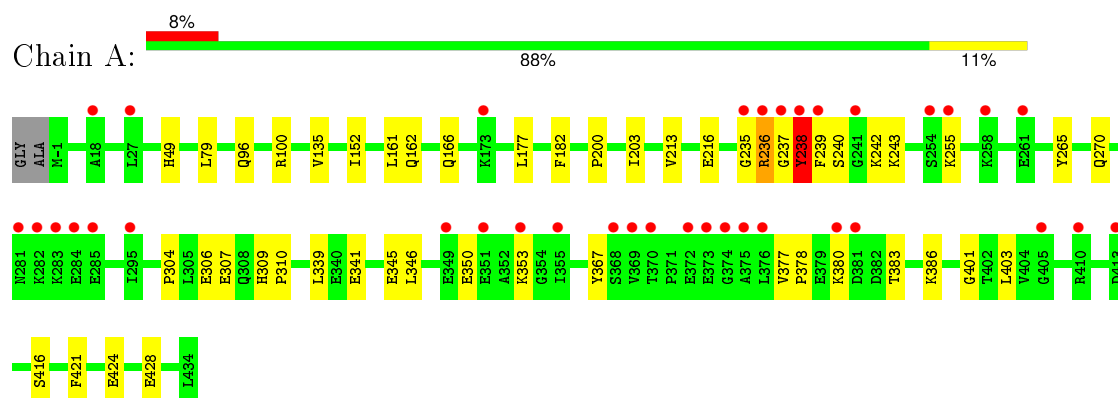 8%
Chain A:
88% 11%
GLY ALA M-1 A18 L27 H49 L79 Q96 R100 V135 I152 L161 Q162 Q166 K173 L177 F182 P200 I203 V213 E216 G235 R236 G237 Y238 F239 S240 G241 K242 K243 S254 K255 K258 E261 Y265 Q270
N281 K282 K283 E284 E285 I295 P304 L305 E306 E307 Q308 H309 P310 L339 E340 E341 E345 L346 E349 E350 E351 A352 K353 G354 I355 Y367 S368 V369 T370 P371 E372 E373 G374 A375 L376 V377 P378 E379 K380 D381 D382 T383 K386 G401 T402 L403 V404 G405 R410
S416 F421 E424 E428 L434